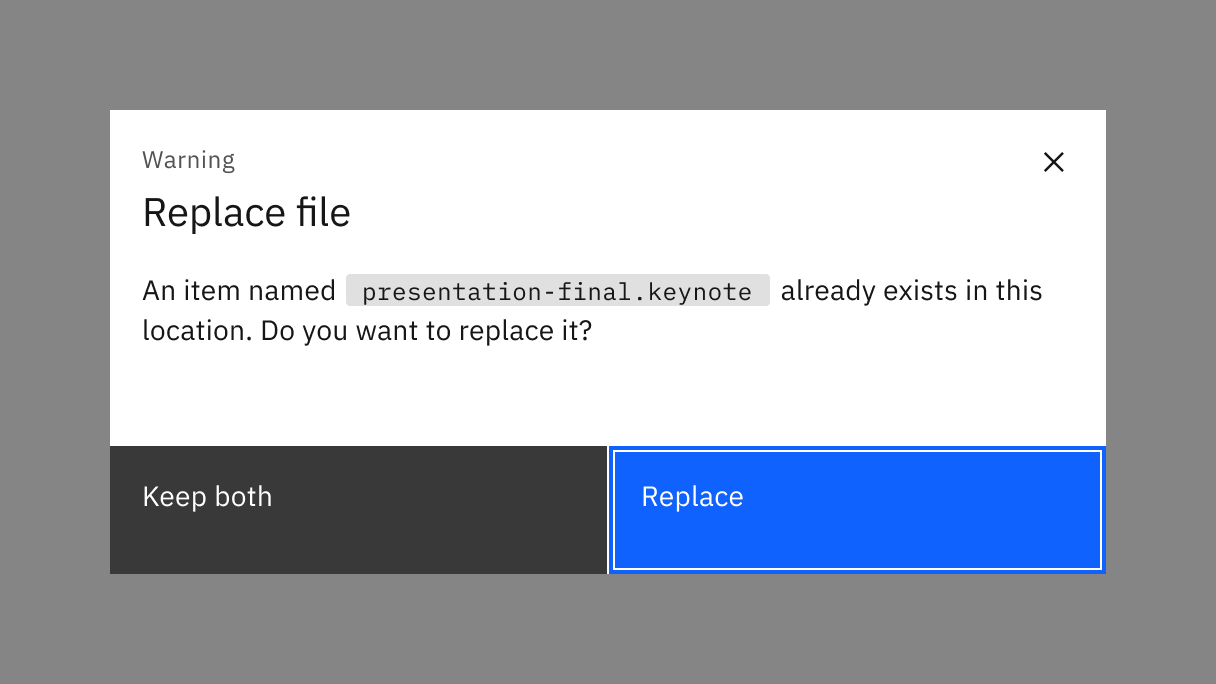 Warning
Replace file
An item named presentation-final.keynote already exists in this
location. Do you want to replace it?
Keep both
Replace